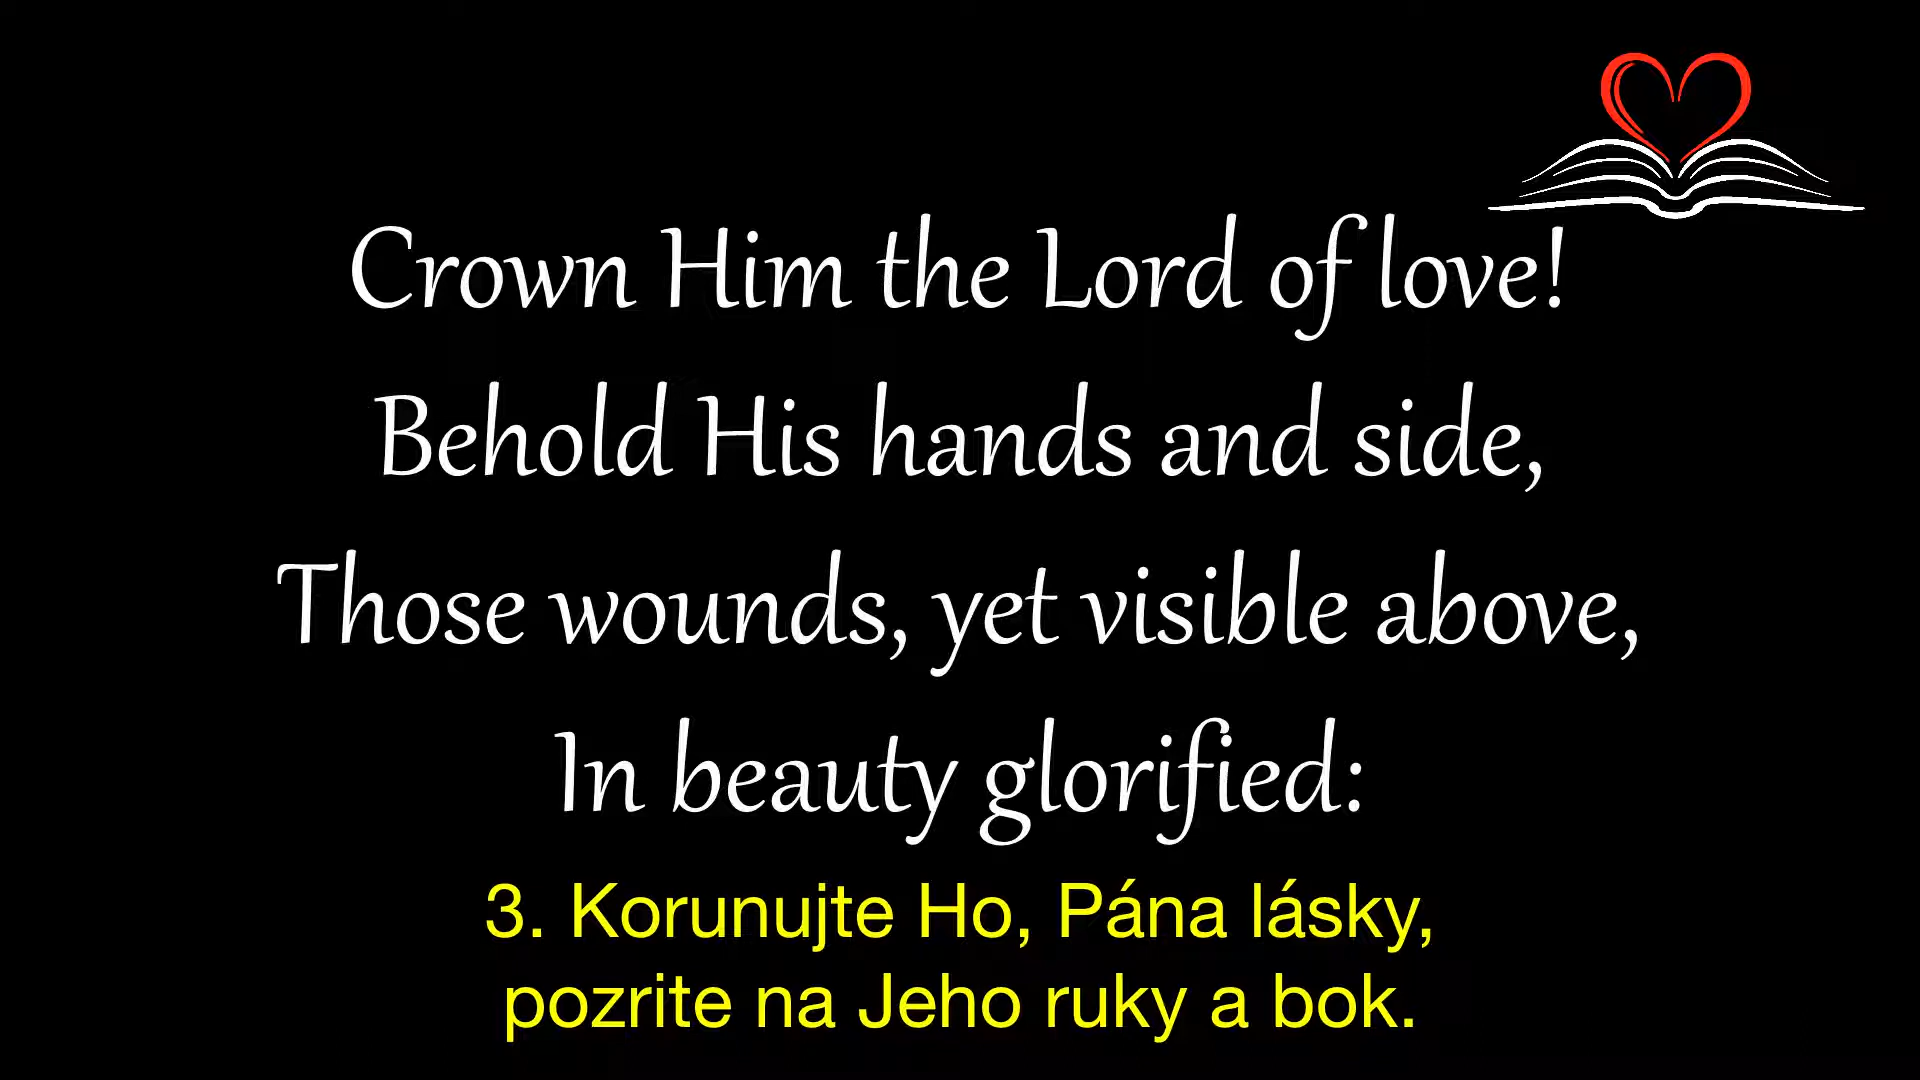 Crown Him the Lord of love!
Behold His hands and side,
Those wounds, yet visible above,
In beauty glorified:
3. Korunujte Ho, Pána lásky,
pozrite na Jeho ruky a bok.